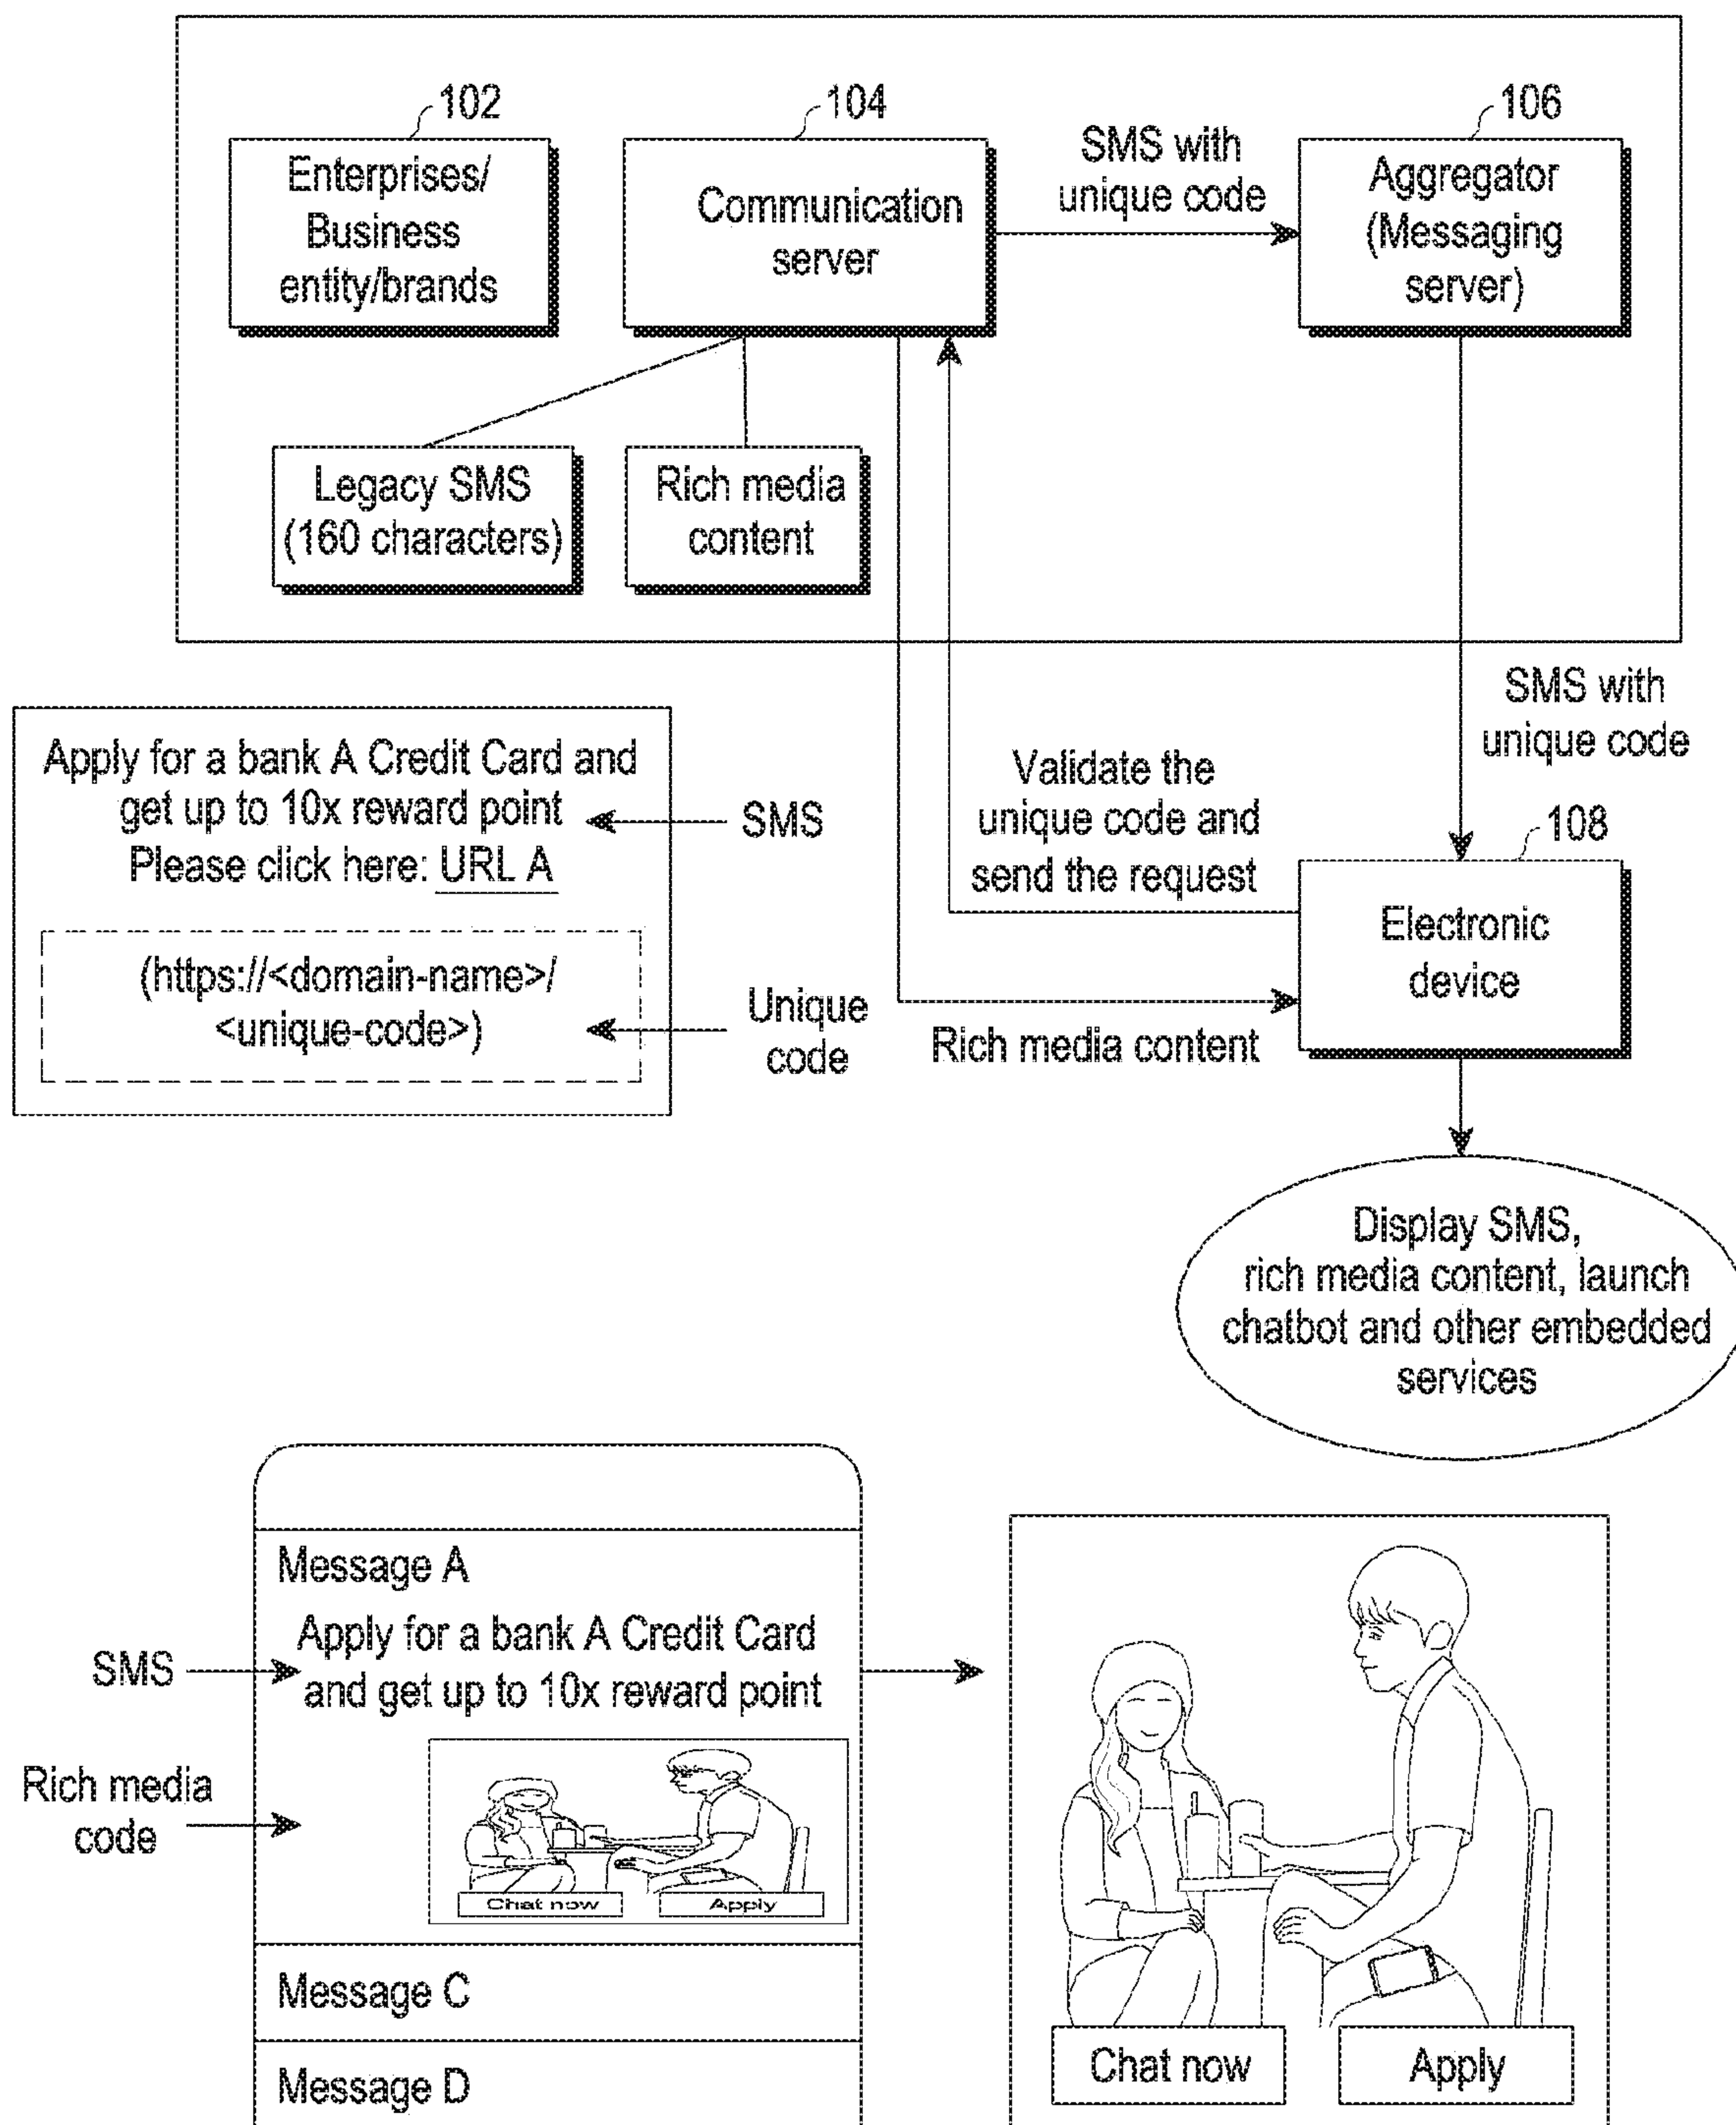 102
Enterprises/
Business
entity/brands
104
Communication
server
SMS with
unique code
106
Aggregator
(Messaging
server)
Legacy SMS
(160 characters)
Rich media
content
SMS with
unique code
Apply for a bank A Credit Card and
get up to 10x reward point
Please click here: URL A
SMS
(https://<domain-name>/
<unique-code>)
Unique
code
Validate the
unique code and
send the request
Rich media content
108
Electronic
device
Display SMS,
rich media content, launch
chatbot and other embedded
services
Message A
SMS
Apply for a bank A Credit Card
and get up to 10x reward point
Rich media
code
Chat now
Apply
Message C
Message D
Chat now
Apply